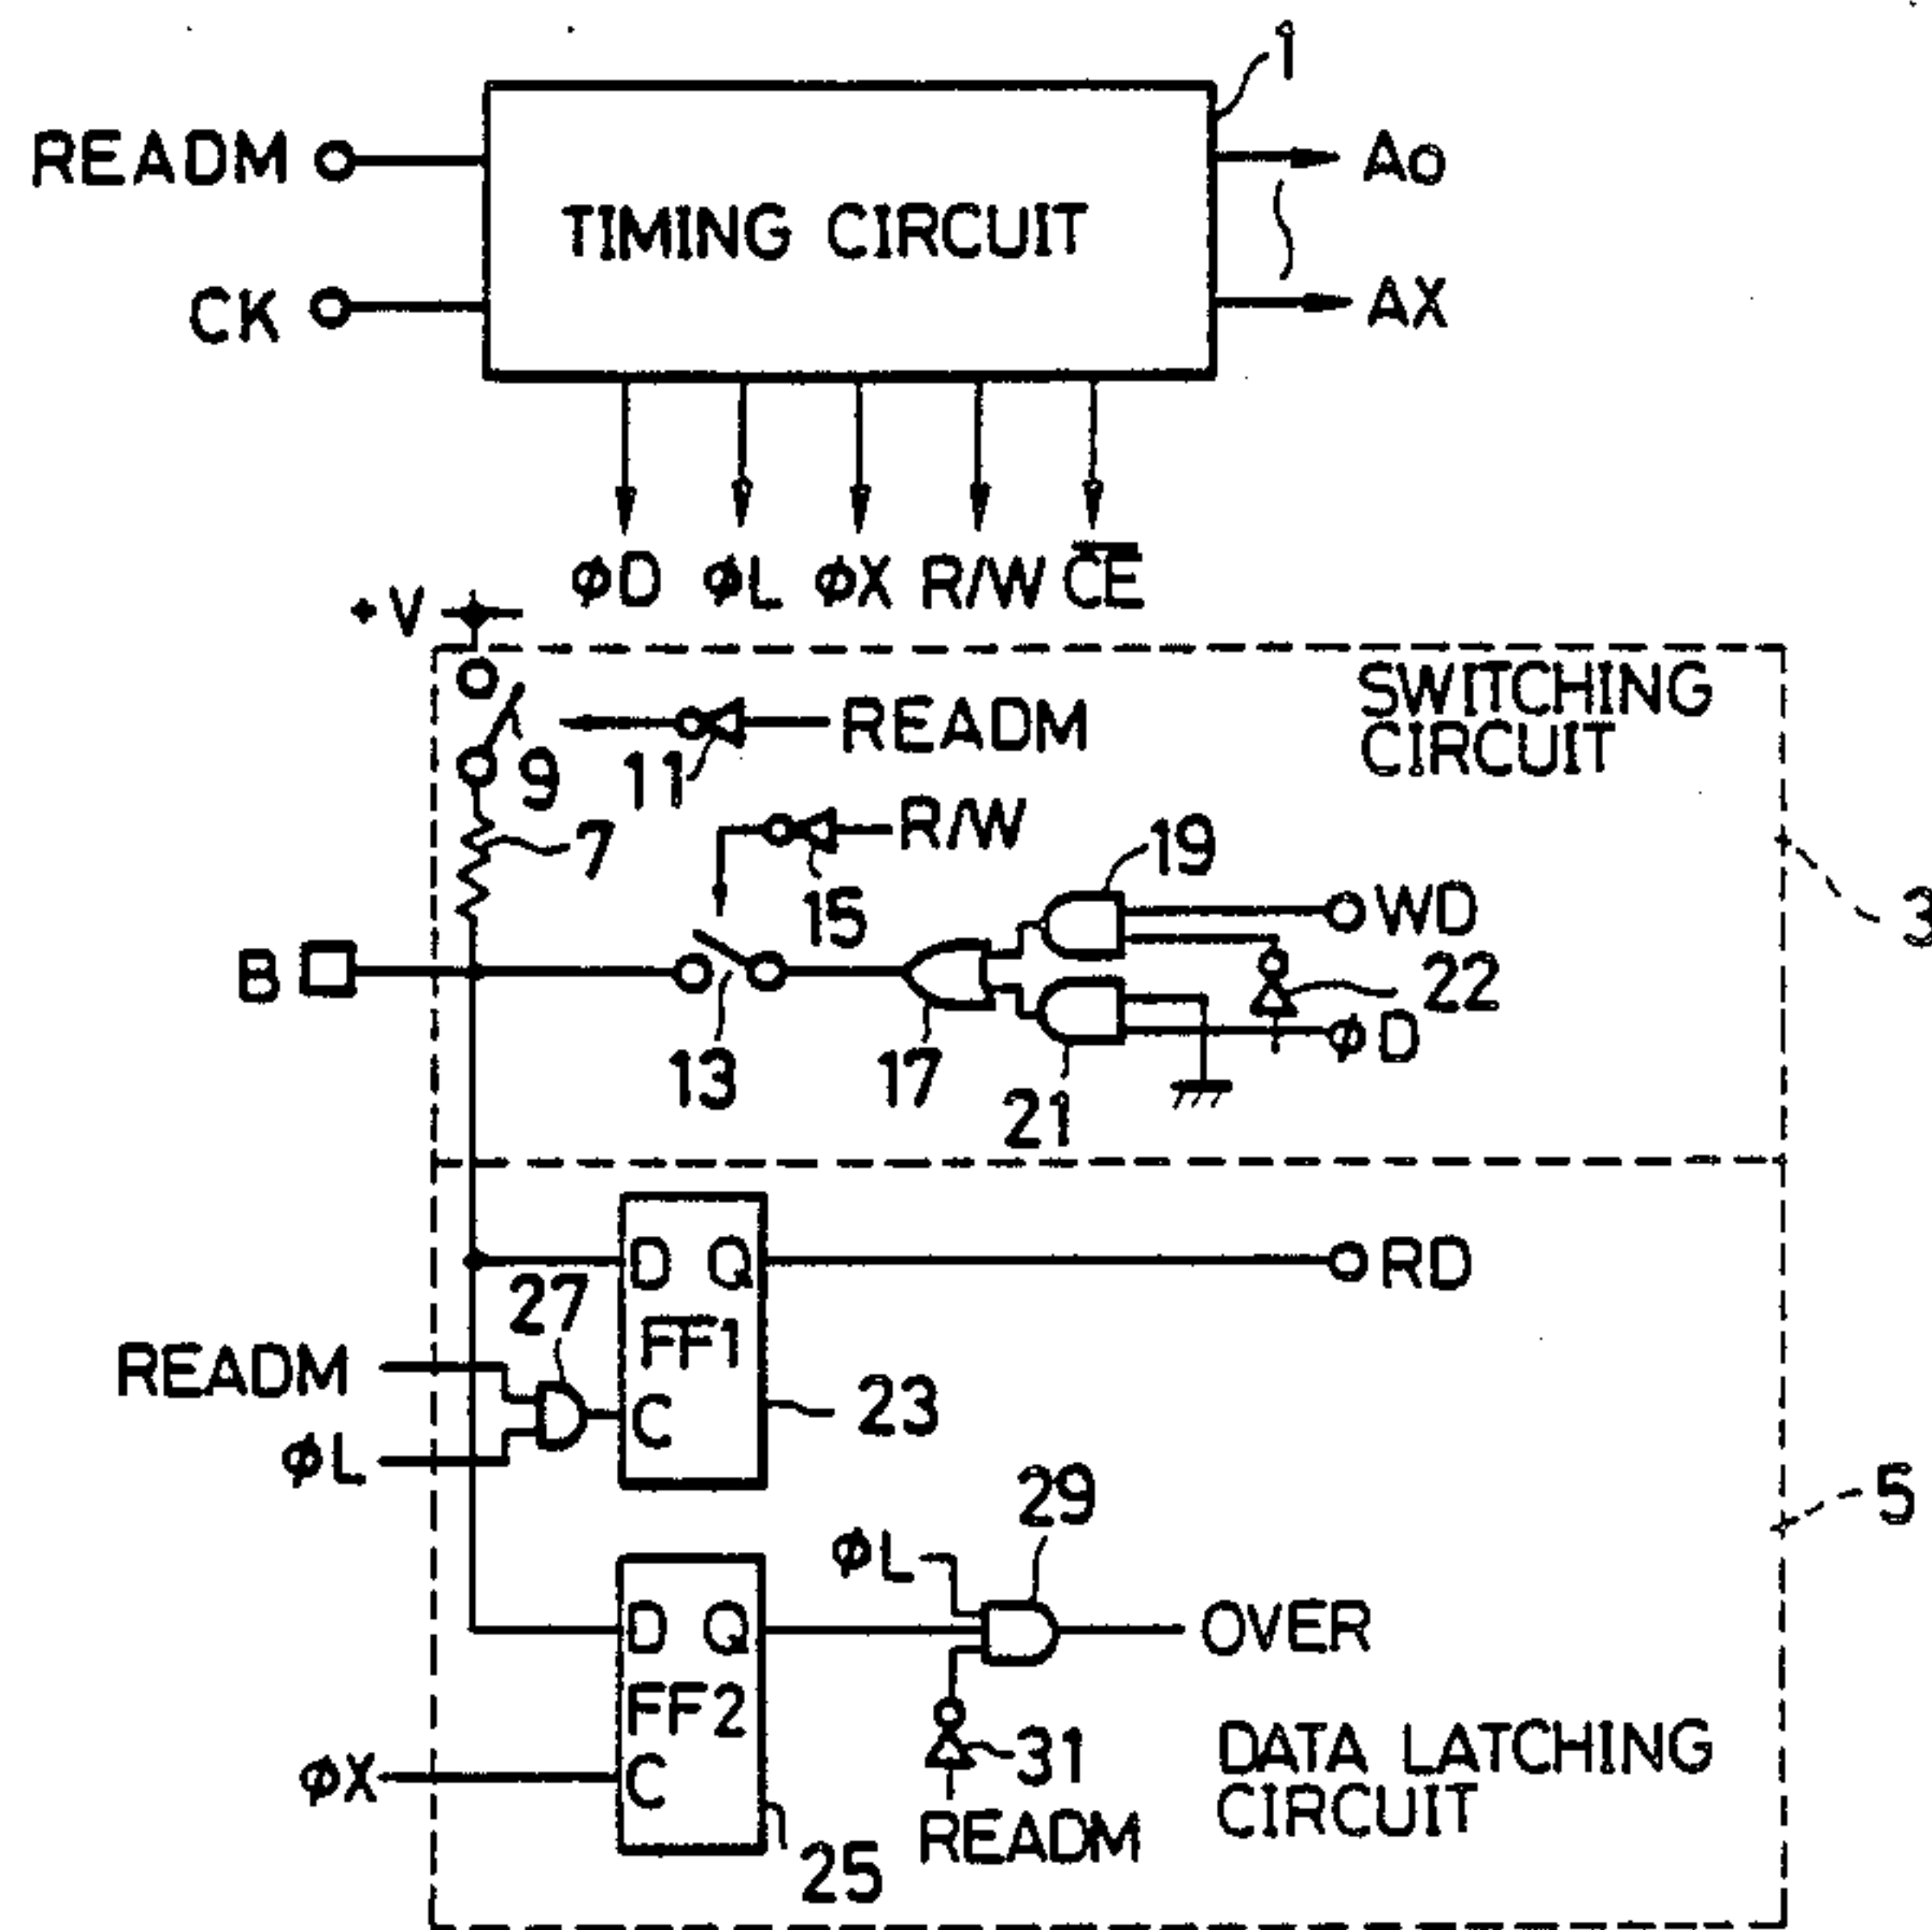 1
READM
A0
TIMING CIRCUIT
CK
AX
φD φL φX R/W C̅E̅
+V
SWITCHING
CIRCUIT
READM
9
11
R/W
7
19
15
WD
3
B
22
φD
13
17
21
D Q
RD
27
FF1
READM
C
23
φL
29
5
φL
D Q
OVER
FF2
31
DATA LATCHING
CIRCUIT
φX
C
READM
25